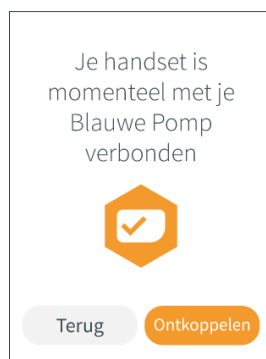 Je handset is
momenteel met je
Blauwe Pomp
verbonden
Terug
Ontkoppelen